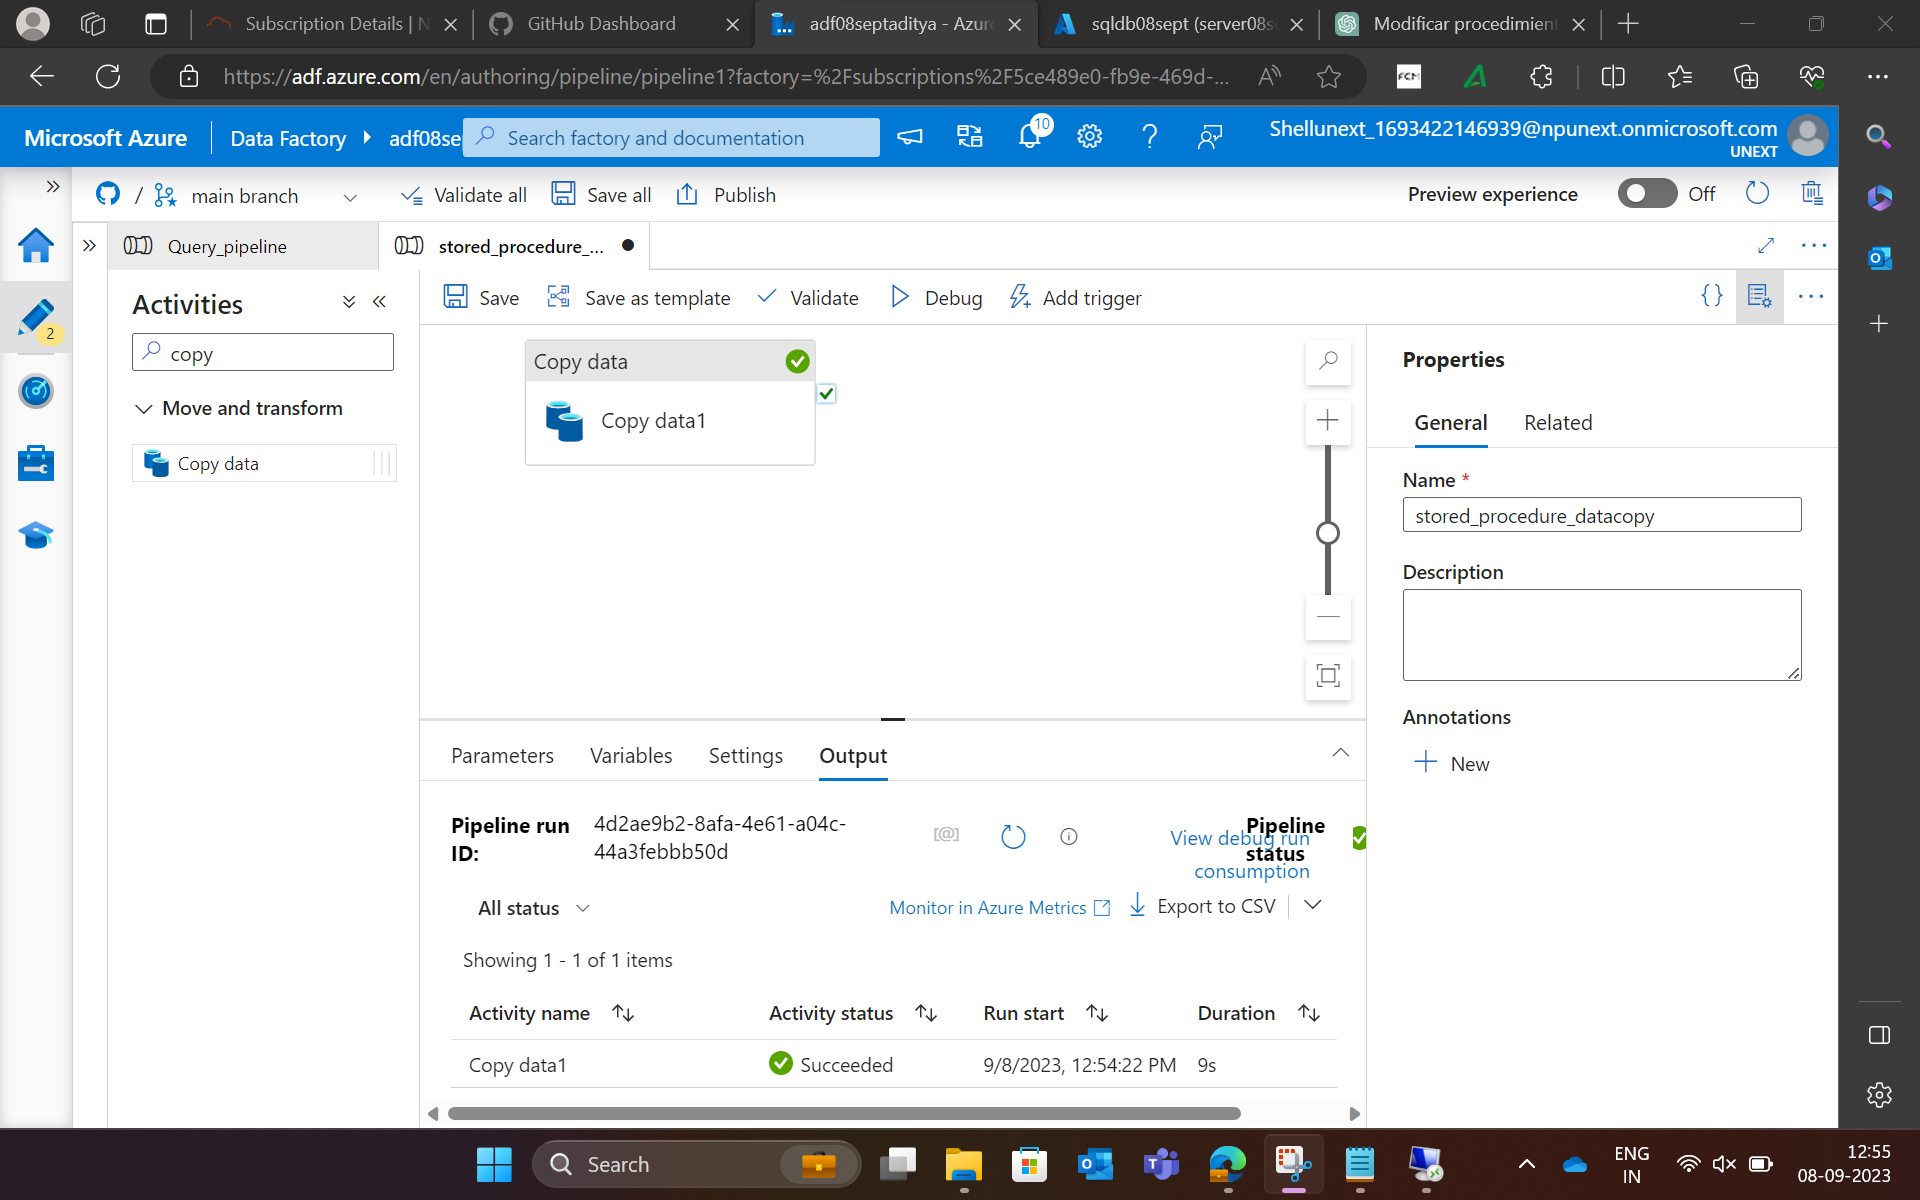 Subscription Details | N
GitHub Dashboard
adf08septaditya - Azure
sqldb08sept (server08s
Modificar procedimient
https://adf.azure.com/en/authoring/pipeline/pipeline1?factory=%2Fsubscriptions%2F5ce489e0-fb9e-469d-...
FCM
Microsoft Azure
Data Factory
adf08se
Search factory and documentation
10
Shellunext_1693422146939@npunext.onmicrosoft.com
UNEXT
/ main branch
Validate all
Save all
Publish
Preview experience
Off
Query_pipeline
stored_procedure_...
2
Activities
copy
Move and transform
Copy data
Save
Save as template
Validate
Debug
Add trigger
Copy data
Copy data1
Properties
General
Related
Name *
stored_procedure_datacopy
Description
Annotations
New
Parameters
Variables
Settings
Output
Pipeline run
ID:
4d2ae9b2-8afa-4e61-a04c-
44a3febbb50d
[@]
View debug run
consumption
Pipeline
status
All status
Monitor in Azure Metrics
Export to CSV
Showing 1 - 1 of 1 items
Activity name
Activity status
Run start
Duration
Copy data1
Succeeded
9/8/2023, 12:54:22 PM
9s
Search
ENG
IN
12:55
08-09-2023